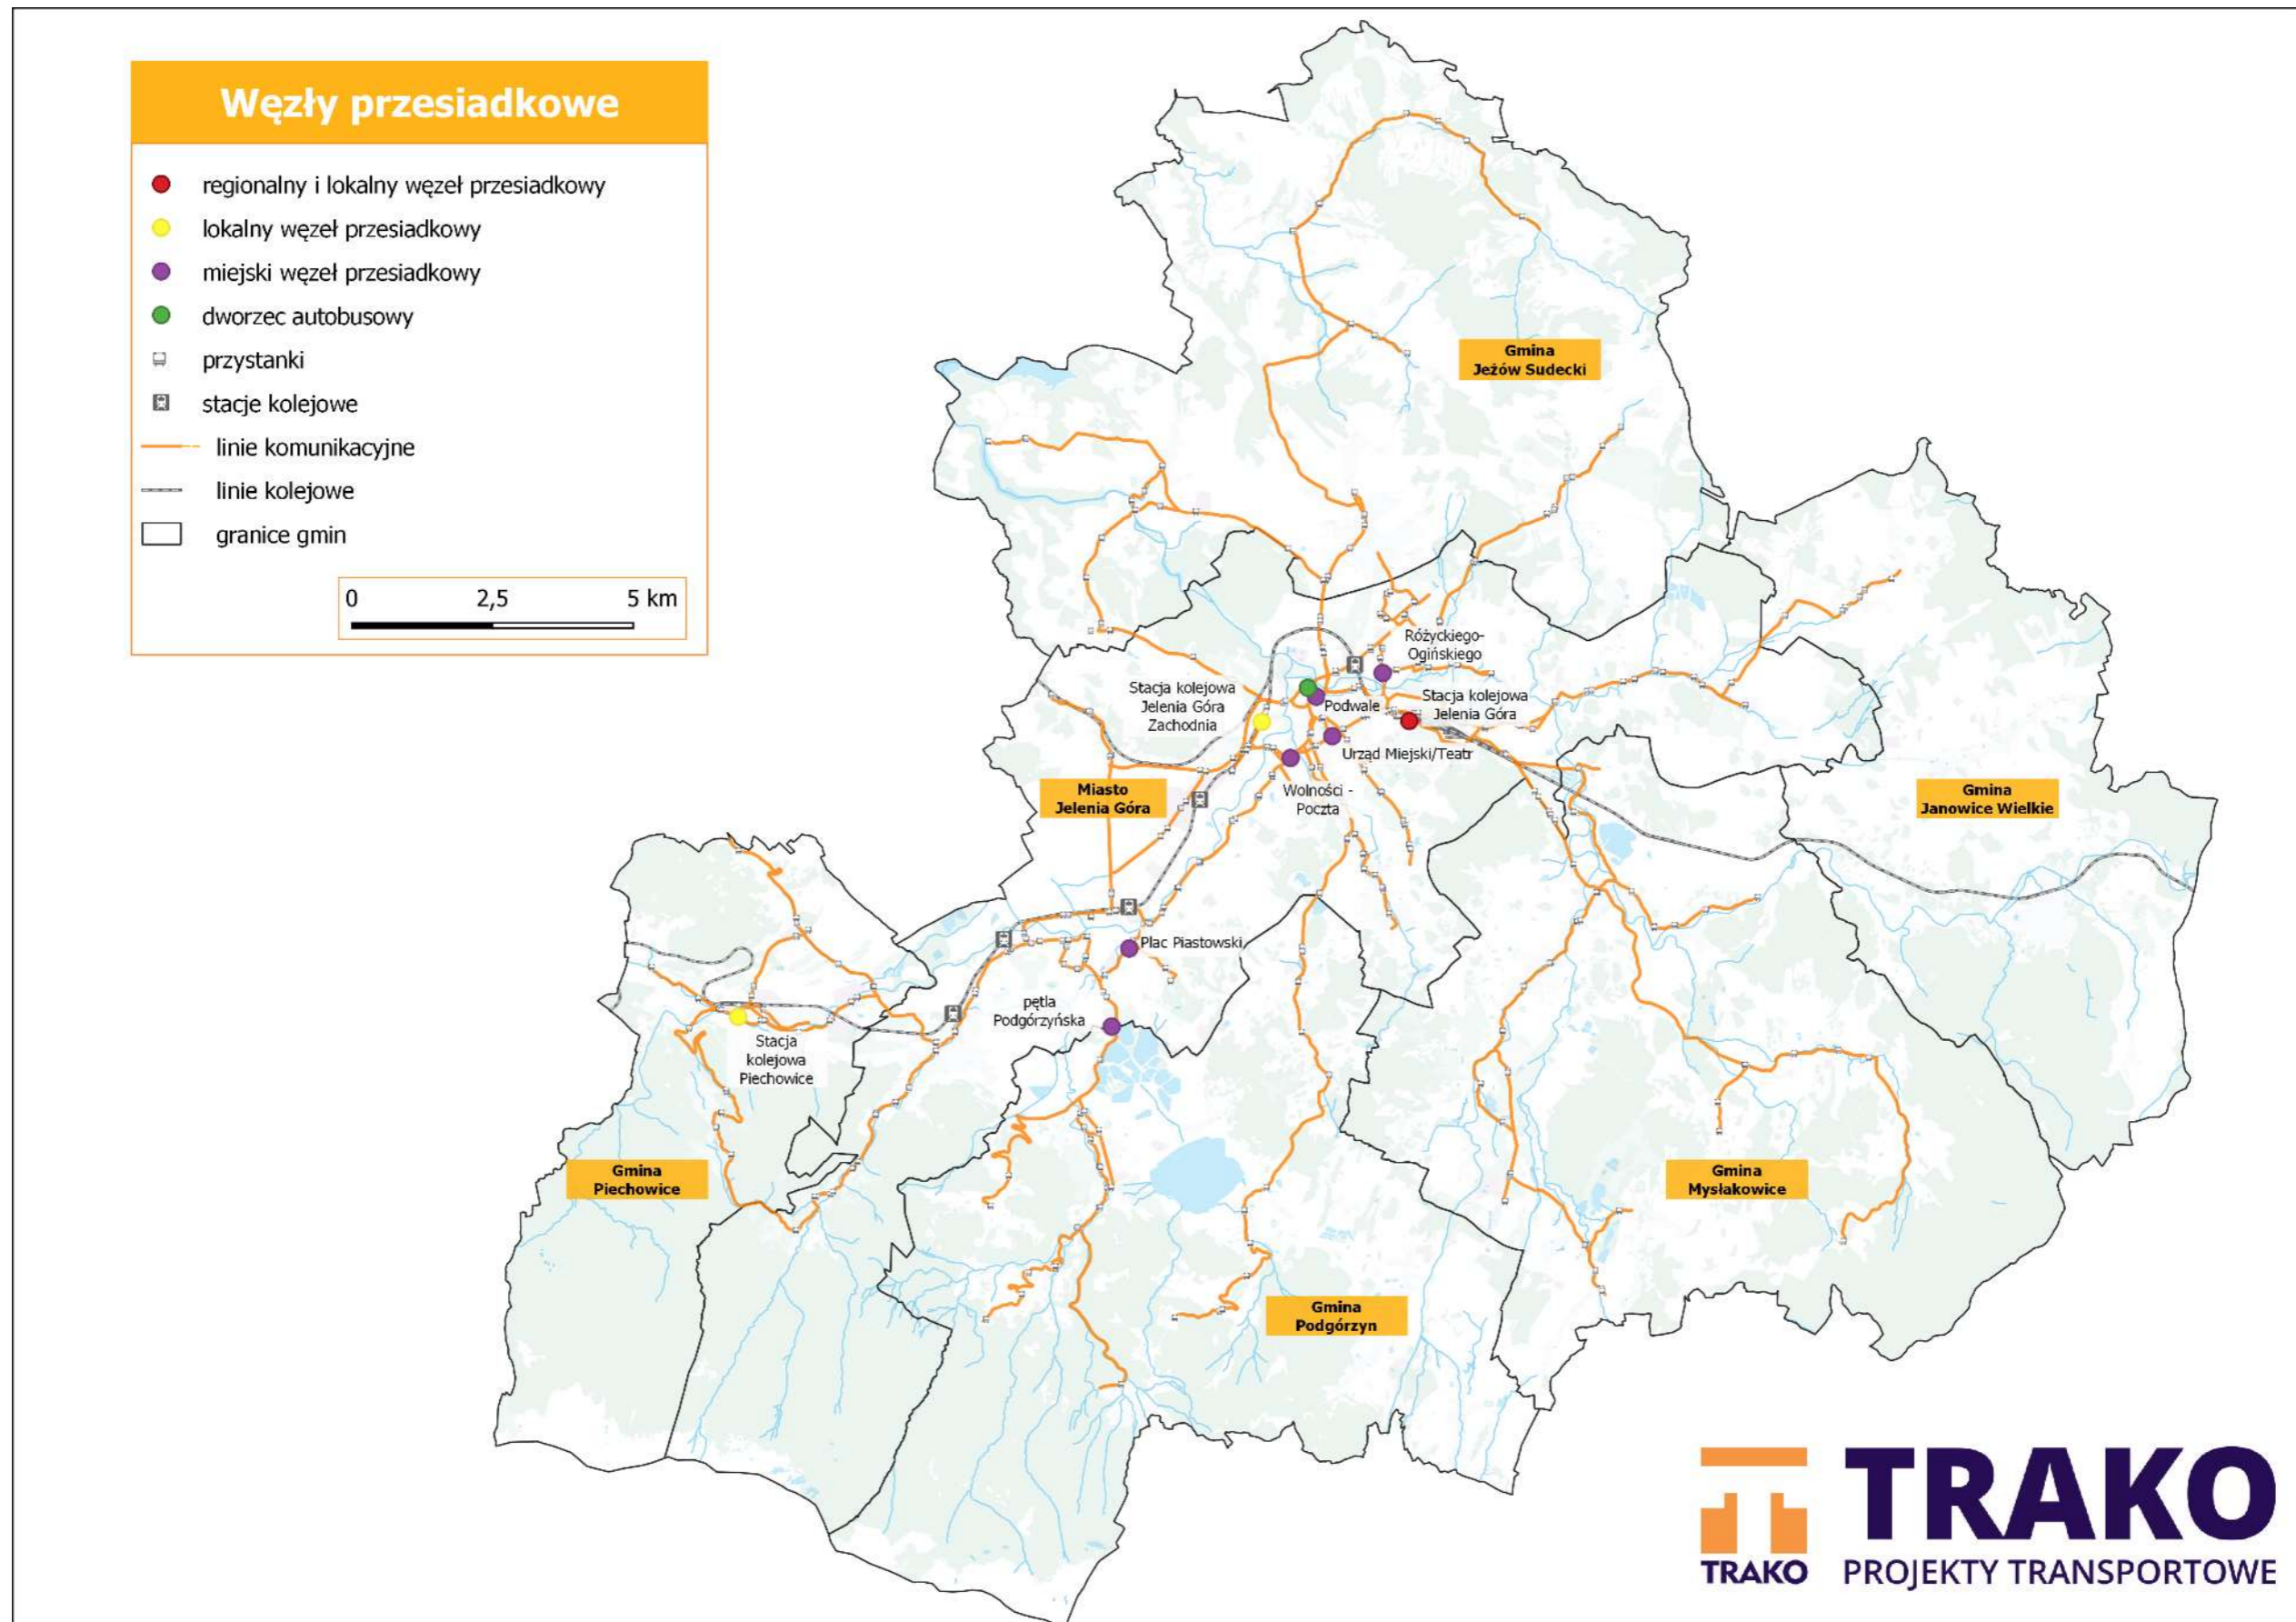 Węzły przesiadkowe
regionalny i lokalny węzeł przesiadkowy
lokalny węzeł przesiadkowy
miejski węzeł przesiadkowy
dworzec autobusowy
przystanki
stacje kolejowe
linie komunikacyjne
linie kolejowe
granice gmin
0 2,5 5 km
Gmina
Jeżów Sudecki
Różyckiego-
Ogińskiego
Stacja kolejowa
Jelenia Góra
Zachodnia
Podwale
Stacja kolejowa
Jelenia Góra
Urząd Miejski/Teatr
Wolności -
Poczta
Miasto
Jelenia Góra
Gmina
Janowice Wielkie
Plac Piastowski
pętla
Podgórzyńska
Stacja
kolejowa
Piechowice
Gmina
Piechowice
Gmina
Mysłakowice
Gmina
Podgórzyn
TRAKO
TRAKO
PROJEKTY TRANSPORTOWE